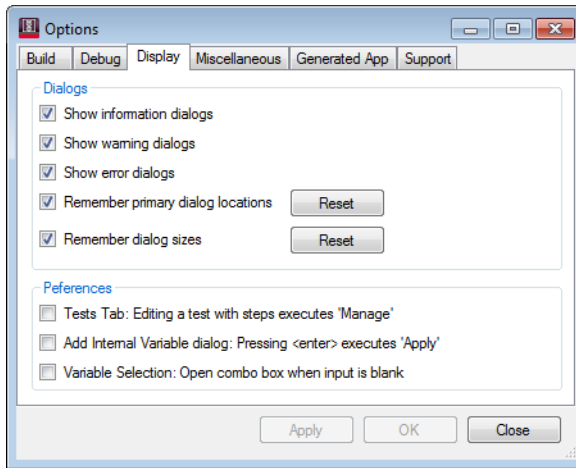 Options
Build Debug Display Miscellaneous Generated App Support
Dialogs
Show information dialogs
Show warning dialogs
Show error dialogs
Remember primary dialog locations Reset
Remember dialog sizes Reset
Peferences
Tests Tab: Editing a test with steps executes 'Manage'
Add Internal Variable dialog: Pressing <enter> executes 'Apply'
Variable Selection: Open combo box when input is blank
Apply OK Close